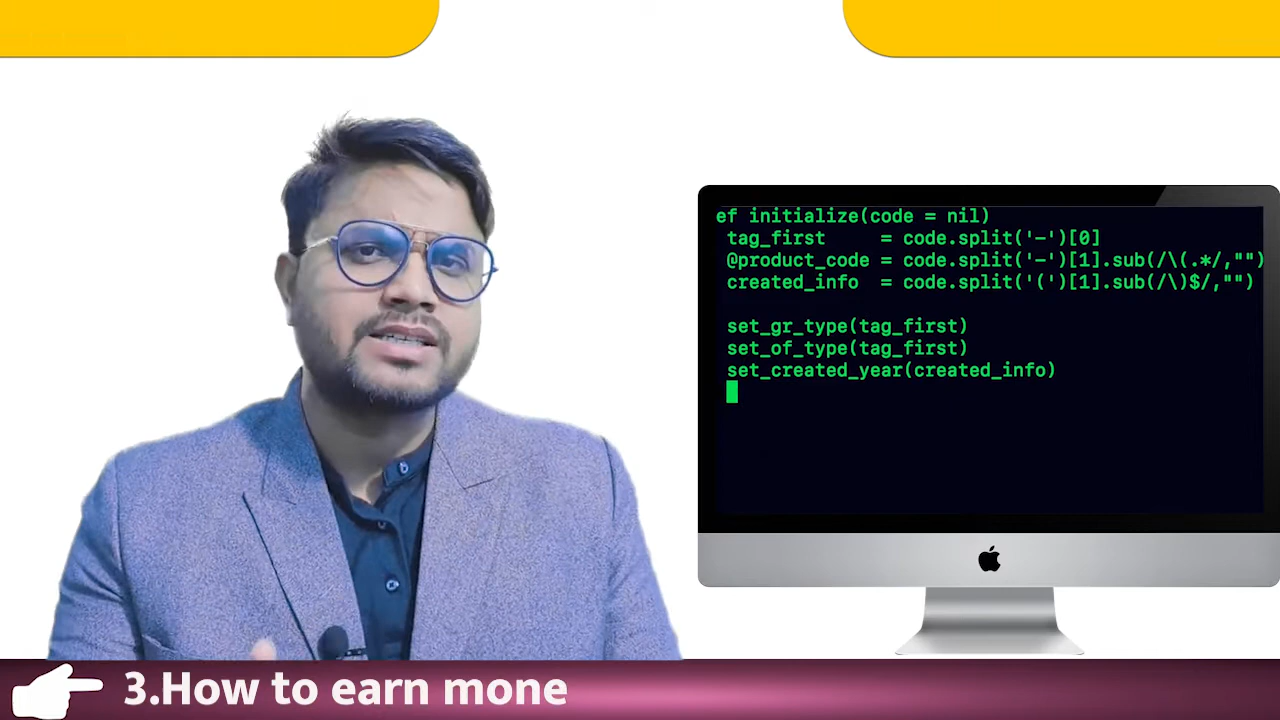 ef initialize(code = nil)
tag_first = code.split('-')[0]
@product_code = code.split('-')[1].sub(/\(.*/,"")
created_info = code.split('(')[1].sub(/\)$/,"")
set_gr_type(tag_first)
set_of_type(tag_first)
set_created_year(created_info)
3.How to earn mone